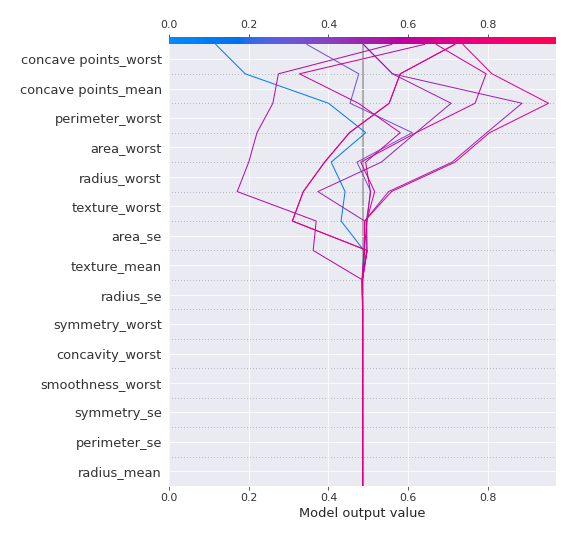 0.0 0.2 0.4 0.6 0.8
concave points_worst
concave points_mean
perimeter_worst
area_worst
radius_worst
texture_worst
area_se
texture_mean
radius_se
symmetry_worst
concavity_worst
smoothness_worst
symmetry_se
perimeter_se
radius_mean
0.0 0.2 0.4 0.6 0.8
Model output value